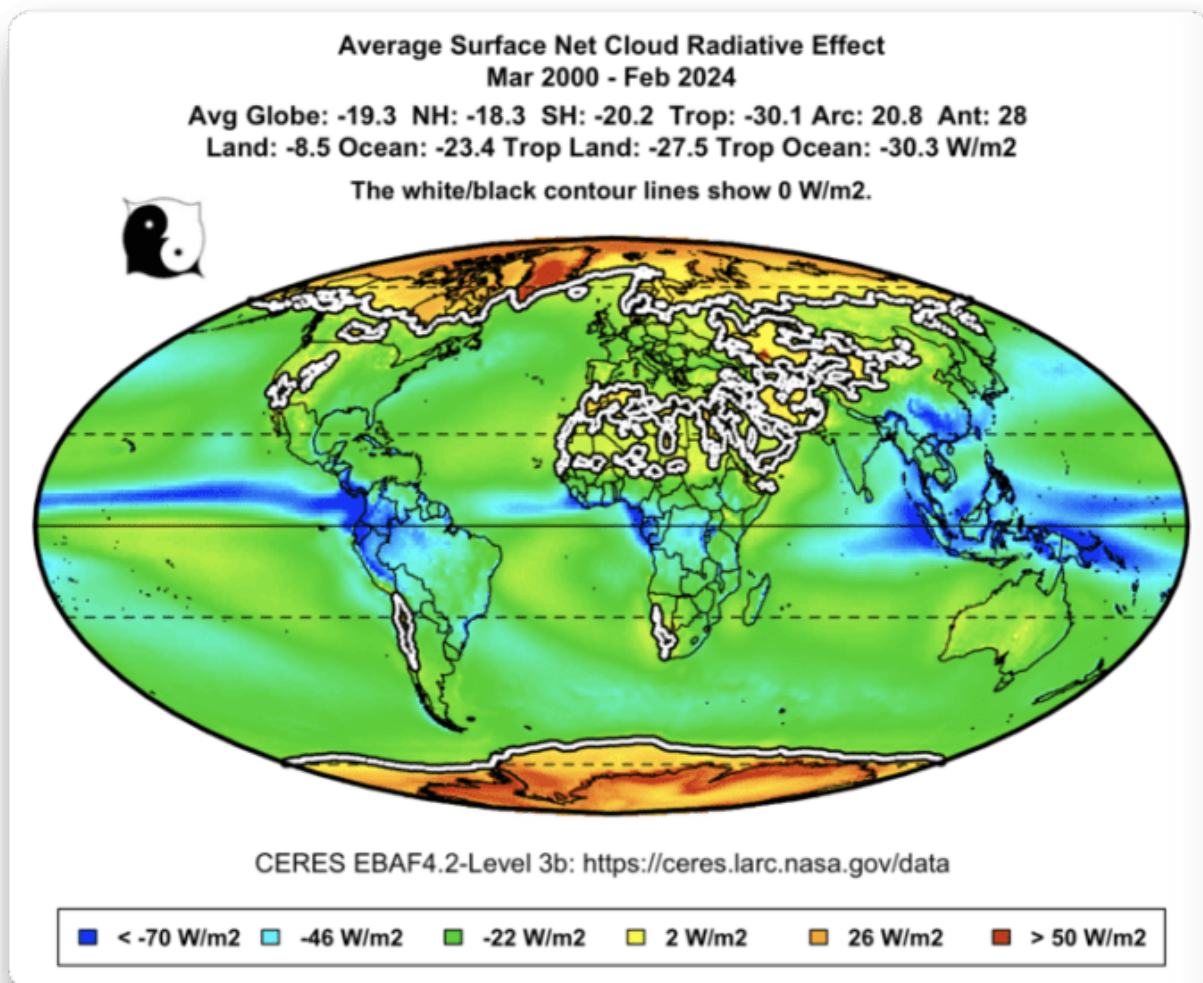 Average Surface Net Cloud Radiative Effect
Mar 2000 - Feb 2024
Avg Globe: -19.3 NH: -18.3 SH: -20.2 Trop: -30.1 Arc: 20.8 Ant: 28
Land: -8.5 Ocean: -23.4 Trop Land: -27.5 Trop Ocean: -30.3 W/m2
The white/black contour lines show 0 W/m2.
CERES EBAF4.2-Level 3b: https://ceres.larc.nasa.gov/data
< -70 W/m2 -46 W/m2 -22 W/m2 2 W/m2 26 W/m2 > 50 W/m2